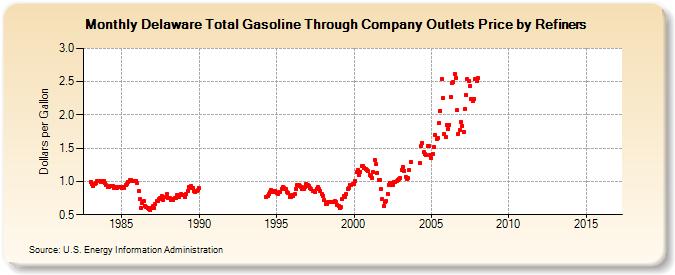 Monthly Delaware Total Gasoline Through Company Outlets Price by Refiners
Dollars per Gallon
3.0
2.5
2.0
1.5
1.0
0.5
1985 1990 1995 2000 2005 2010 2015
Source: U.S. Energy Information Administration